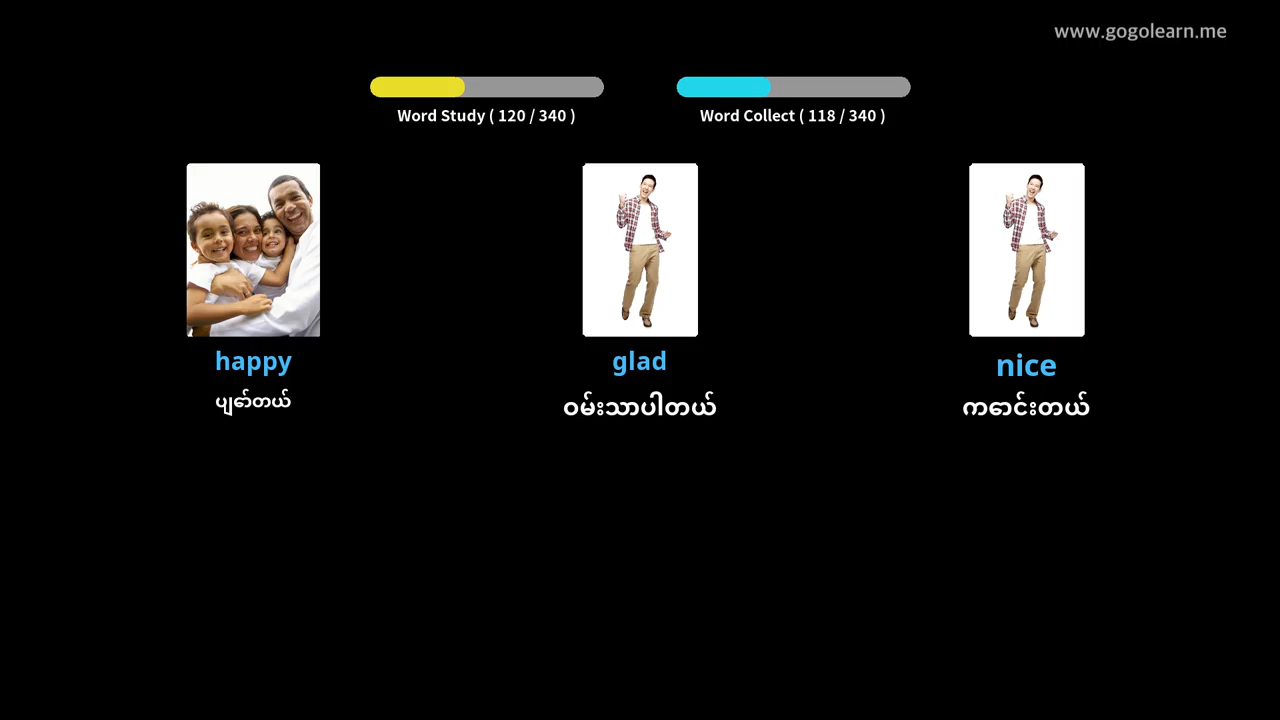 www.gogolearn.me
Word Study ( 120 / 340 )
Word Collect ( 118 / 340 )
happy
ပျော်တယ်
glad
ဝမ်းသာပါတယ်
nice
ကောင်းတယ်